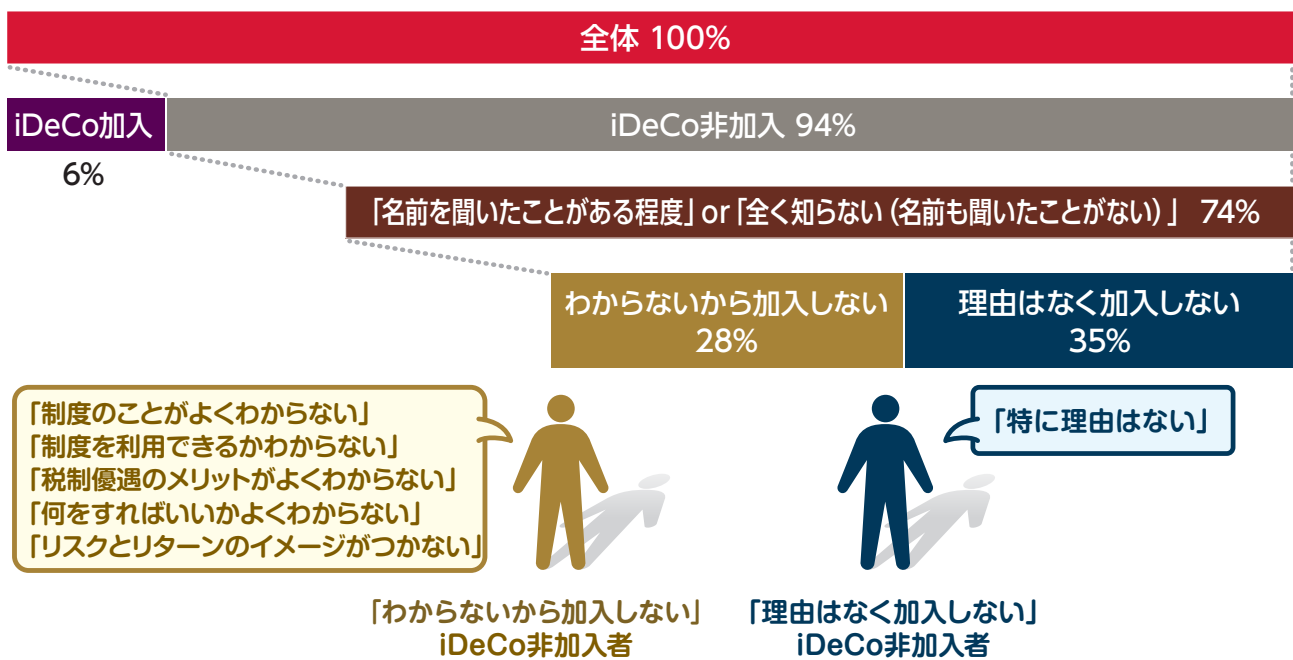 全体 100%
iDeCo加入
iDeCo非加入 94%
6%
「名前を聞いたことがある程度」or「全く知らない（名前も聞いたことがない）」 74%
わからないから加入しない
28%
理由はなく加入しない
35%
「制度のことがよくわからない」
「制度を利用できるかわからない」
「税制優遇のメリットがよくわからない」
「何をすればいいかよくわからない」
「リスクとリターンのイメージがつかない」
「特に理由はない」
「わからないから加入しない」
iDeCo非加入者
「理由はなく加入しない」
iDeCo非加入者